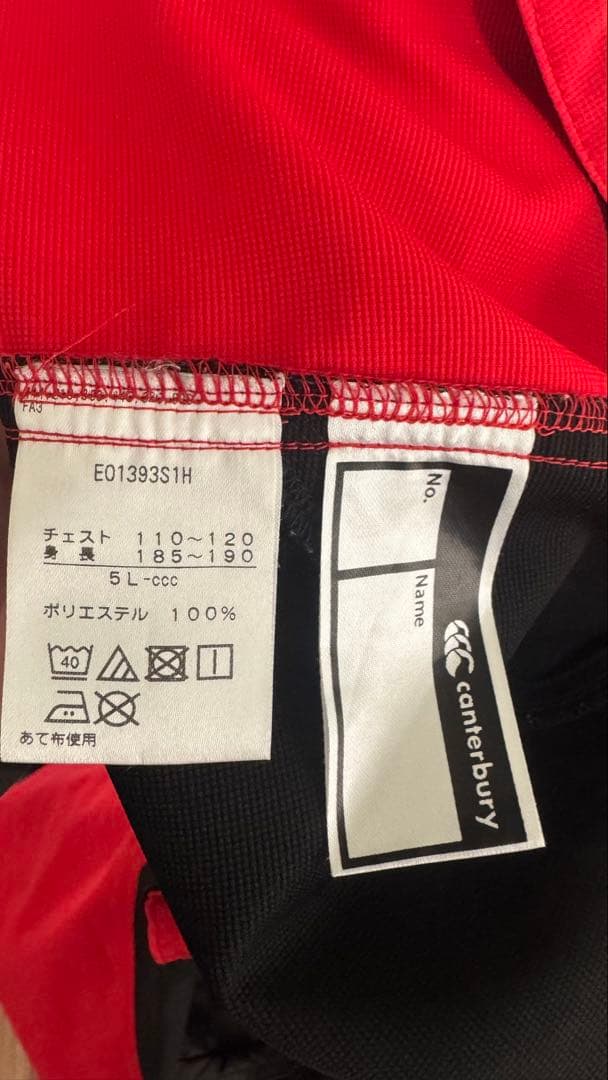 FA3
E01393S1H
チェスト 110～120
身長 185～190
5L-ccc
ポリエステル 100%
40
あて布使用
No.
Name
canterbury